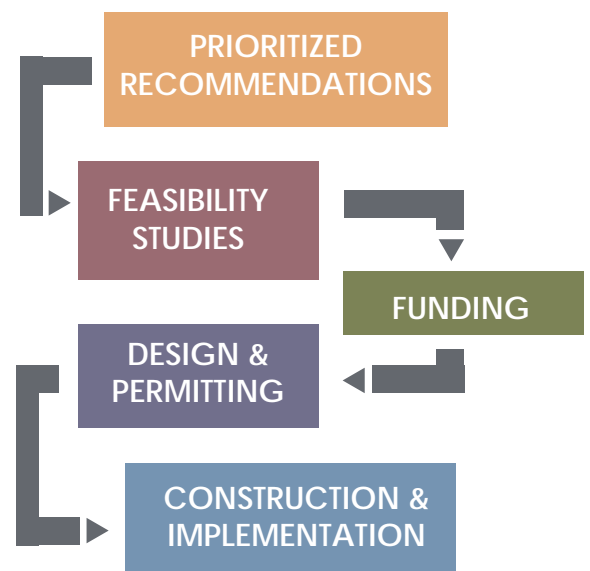 PRIORITIZED
RECOMMENDATIONS
FEASIBILITY
STUDIES
FUNDING
DESIGN &
PERMITTING
CONSTRUCTION &
IMPLEMENTATION